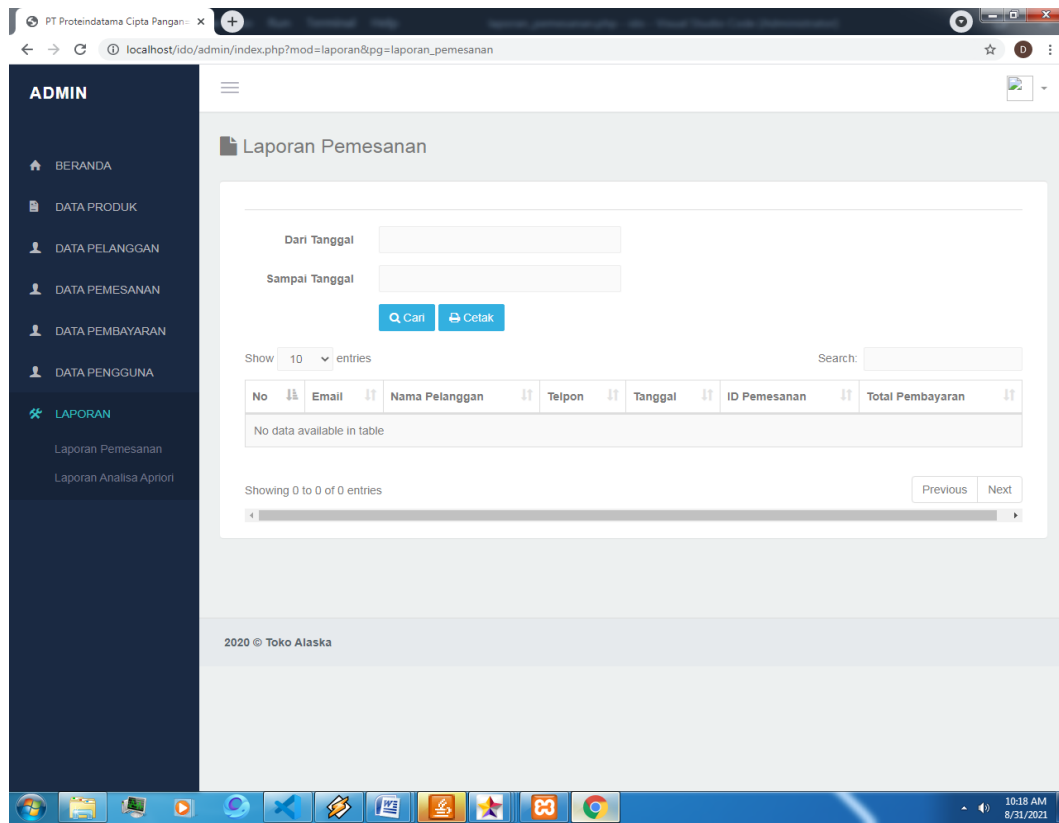 PT Proteindatama Cipta Pangan
localhost/ido/admin/index.php?mod=laporan&pg=laporan_pemesanan
D
ADMIN
BERANDA
DATA PRODUK
DATA PELANGGAN
DATA PEMESANAN
DATA PEMBAYARAN
DATA PENGGUNA
LAPORAN
Laporan Pemesanan
Laporan Analisa Apriori
Laporan Pemesanan
Dari Tanggal
Sampai Tanggal
Cari Cetak
Show 10 entries Search:
No Email Nama Pelanggan Telpon Tanggal ID Pemesanan Total Pembayaran
No data available in table
Showing 0 to 0 of 0 entries Previous Next
2020 © Toko Alaska
10:18 AM
8/31/2021